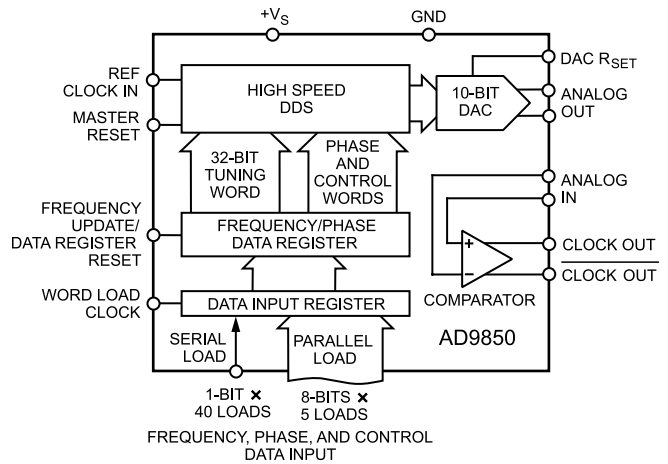 +VS
GND
REF
CLOCK IN
MASTER
RESET
FREQUENCY
UPDATE/
DATA REGISTER
RESET
WORD LOAD
CLOCK
HIGH SPEED
DDS
32-BIT
TUNING
WORD
PHASE
AND
CONTROL
WORDS
FREQUENCY/PHASE
DATA REGISTER
DATA INPUT REGISTER
SERIAL
LOAD
PARALLEL
LOAD
10-BIT
DAC
DAC RSET
ANALOG
OUT
ANALOG
IN
+
−
CLOCK OUT
CLOCK OUT
COMPARATOR
AD9850
1-BIT ×
40 LOADS
8-BITS ×
5 LOADS
FREQUENCY, PHASE, AND CONTROL
DATA INPUT